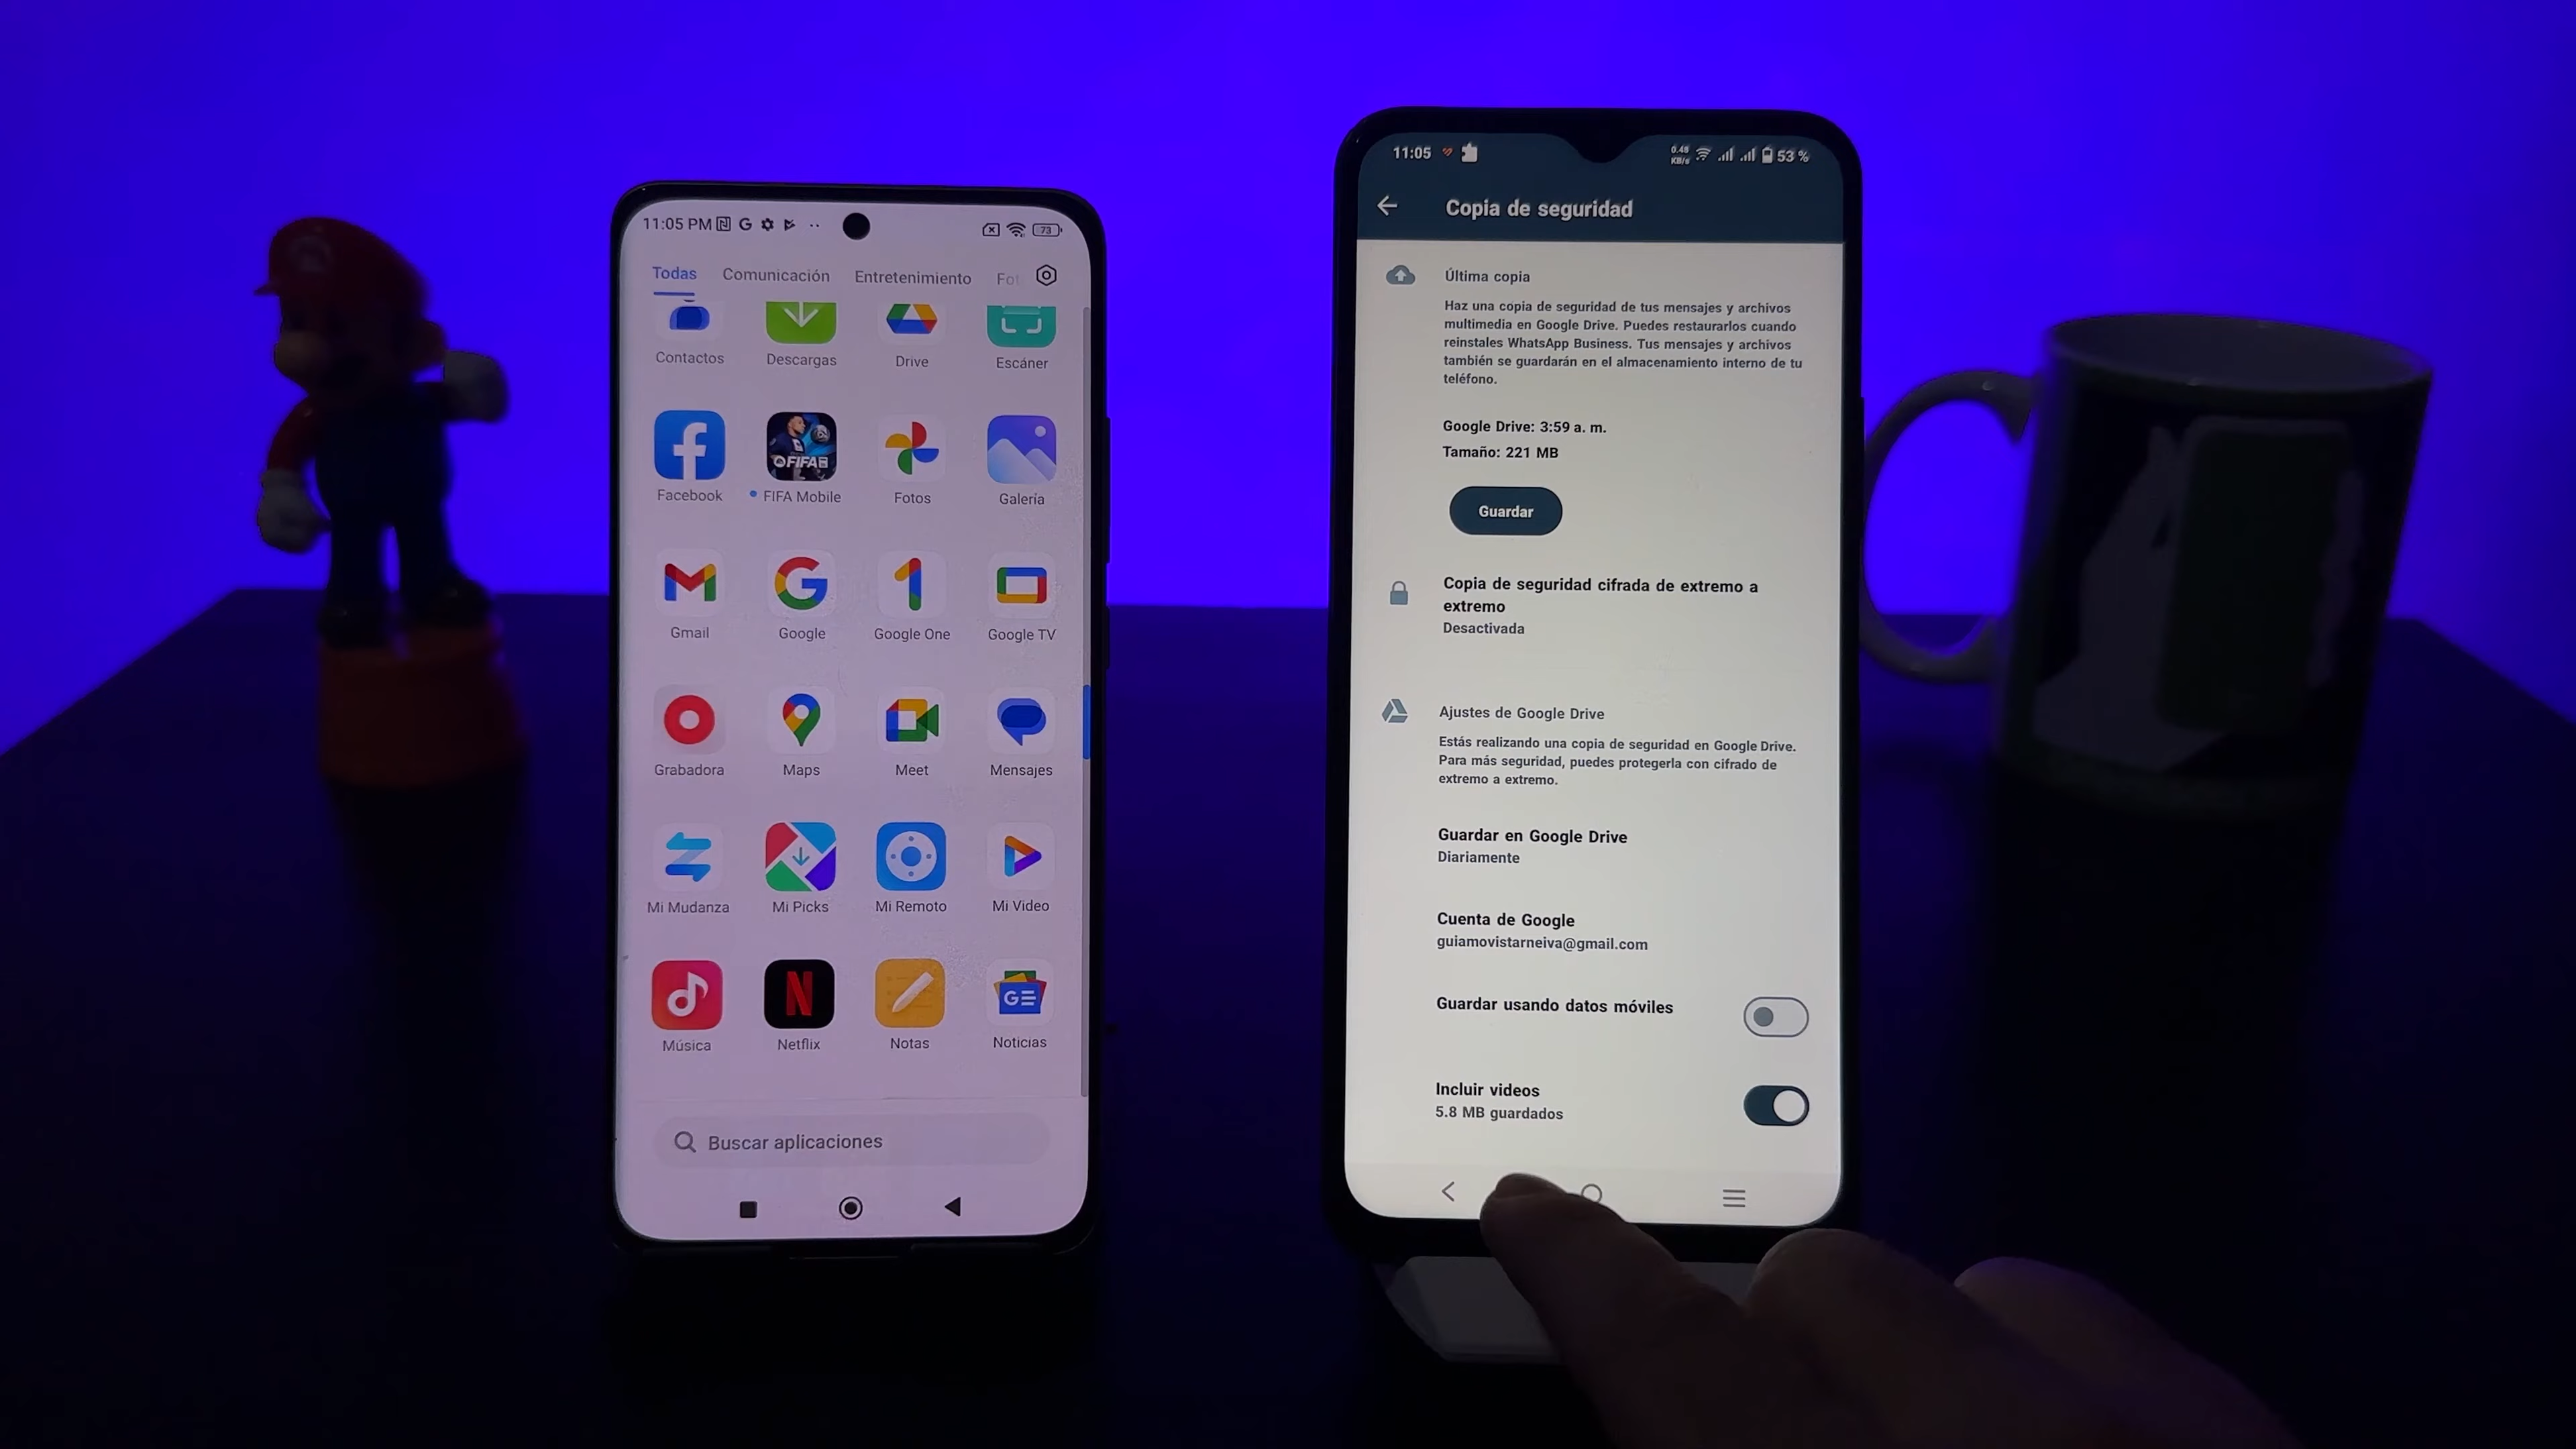 11:05 PM
73
Todas Comunicación Entretenimiento Fot
Contactos Descargas Drive Escáner
FIFA
Facebook FIFA Mobile Fotos Galería
Gmail Google Google One Google TV
Grabadora Maps Meet Mensajes
Mi Mudanza Mi Picks Mi Remoto Mi Video
GE
Música Netflix Notas Noticias
Buscar aplicaciones
11:05
0.48
KB/s
53 %
Copia de seguridad
Última copia
Haz una copia de seguridad de tus mensajes y archivos
multimedia en Google Drive. Puedes restaurarlos cuando
reinstales WhatsApp Business. Tus mensajes y archivos
también se guardarán en el almacenamiento interno de tu
teléfono.
Google Drive: 3:59 a. m.
Tamaño: 221 MB
Guardar
Copia de seguridad cifrada de extremo a
extremo
Desactivada
Ajustes de Google Drive
Estás realizando una copia de seguridad en Google Drive.
Para más seguridad, puedes protegerla con cifrado de
extremo a extremo.
Guardar en Google Drive
Diariamente
Cuenta de Google
guiamovistarneiva@gmail.com
Guardar usando datos móviles
Incluir videos
5.8 MB guardados